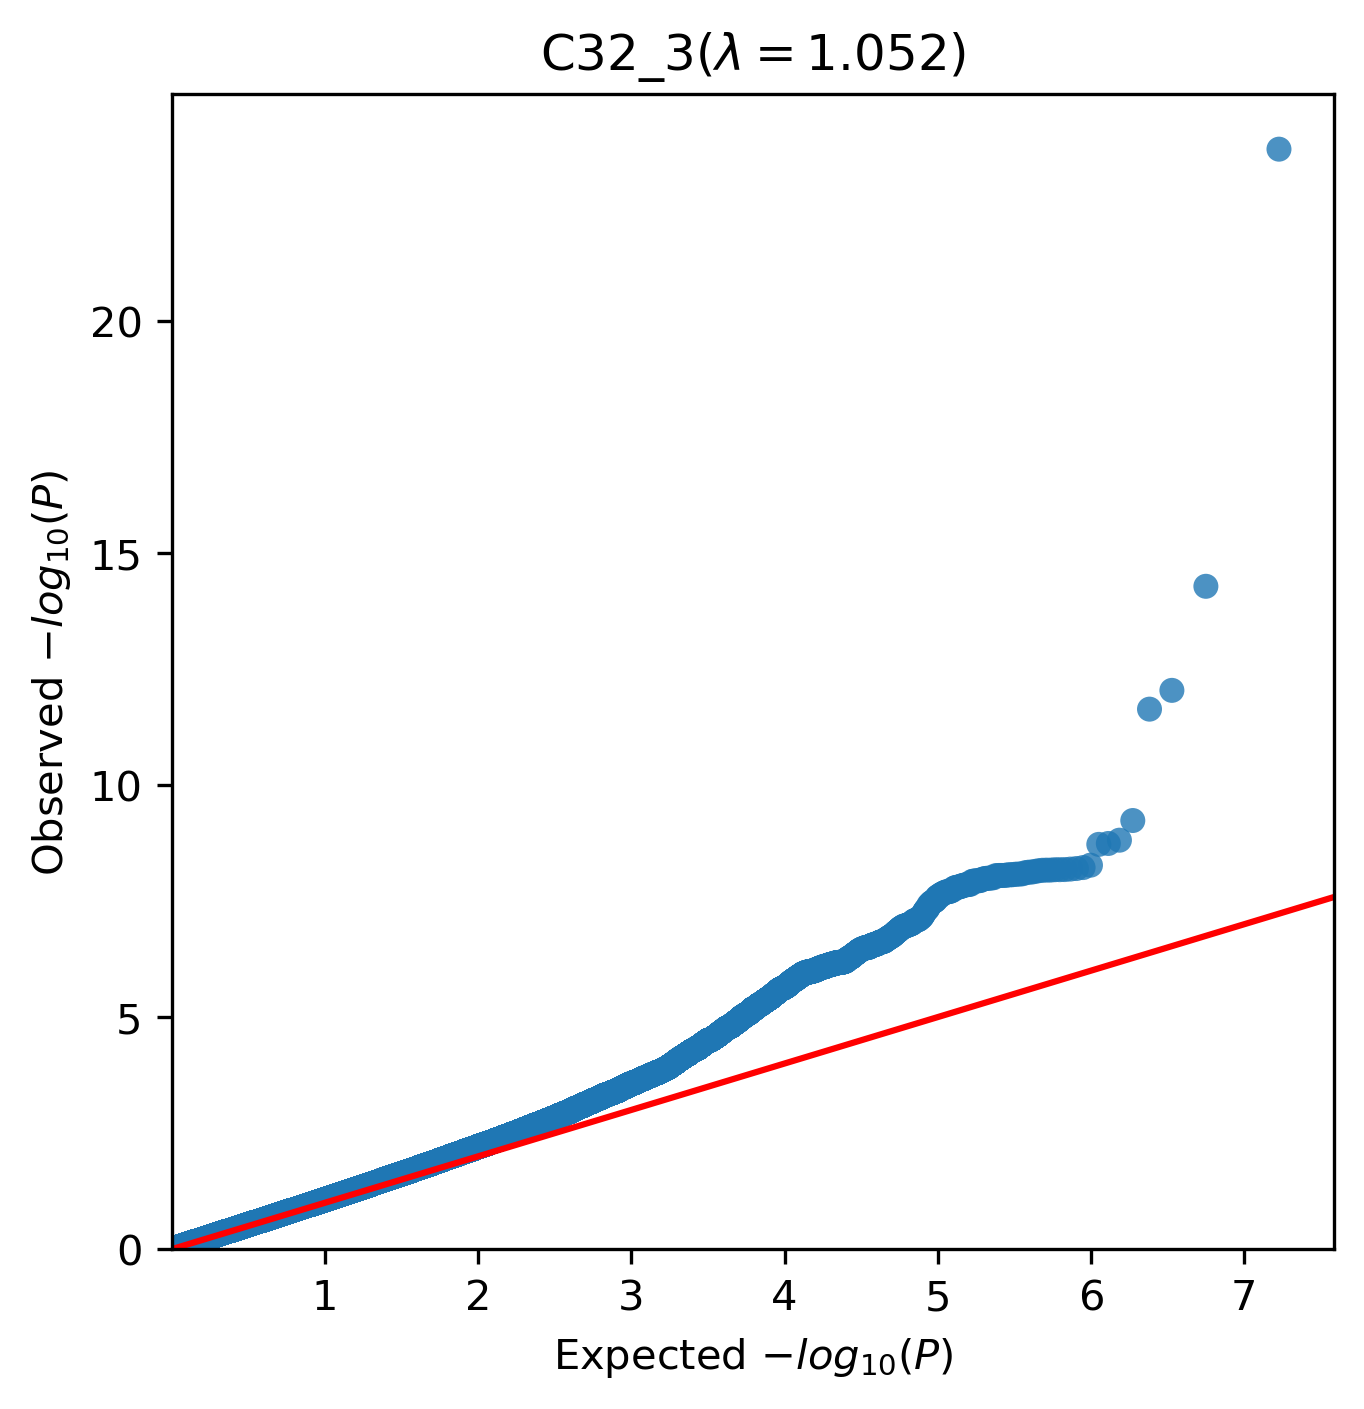 C32_3(λ = 1.052)
Observed −log₁₀(P)
20
15
10
5
0
1 2 3 4 5 6 7
Expected −log₁₀(P)